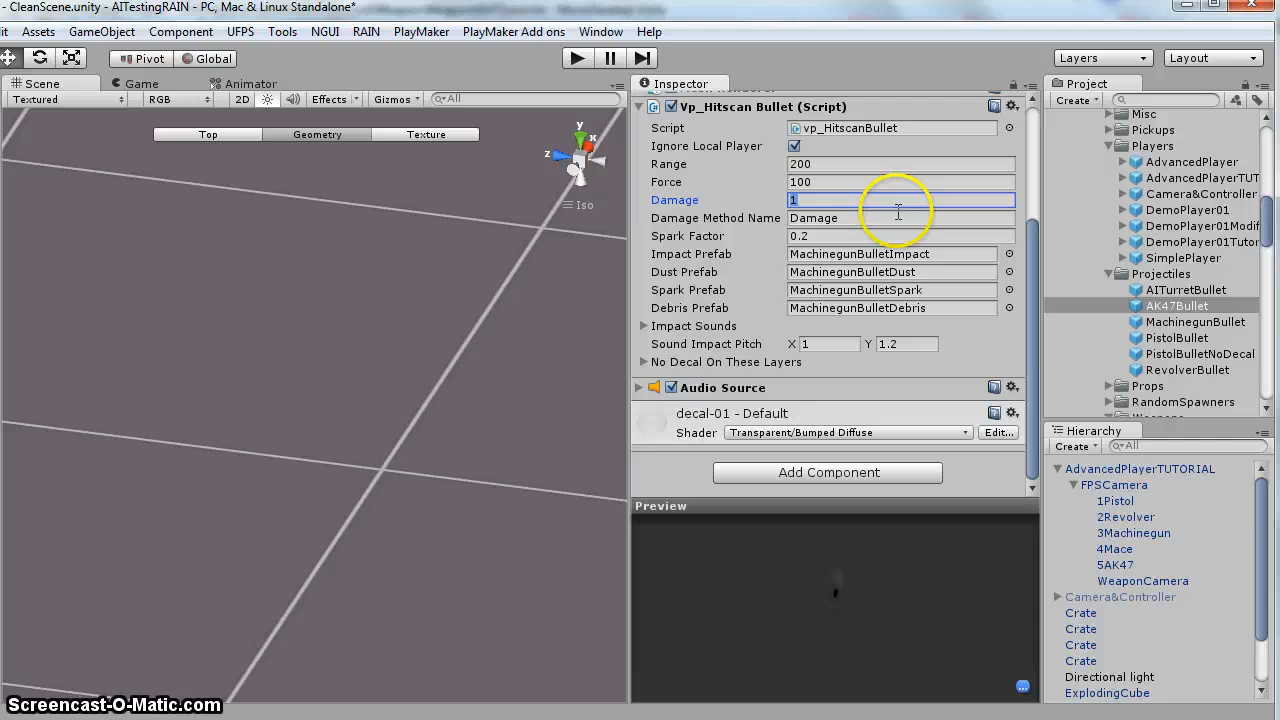 - CleanScene.unity - AITestingRAIN - PC, Mac & Linux Standalone*
it Assets GameObject Component UFPS Tools NGUI RAIN PlayMaker PlayMaker Add ons Window Help
Pivot Global Layers Layout
Scene Game Animator
Textured RGB 2D Effects Gizmos All
Top Geometry Texture
y
x
z
Iso
Inspector
Vp_Hitscan Bullet (Script)
Script vp_HitscanBullet
Ignore Local Player
Range 200
Force 100
Damage 1
Damage Method Name Damage
Spark Factor 0.2
Impact Prefab MachinegunBulletImpact
Dust Prefab MachinegunBulletDust
Spark Prefab MachinegunBulletSpark
Debris Prefab MachinegunBulletDebris
Impact Sounds
Sound Impact Pitch X 1 Y 1.2
No Decal On These Layers
Audio Source
decal-01 - Default
Shader Transparent/Bumped Diffuse Edit...
Add Component
Preview
Project
Create
Misc
Pickups
Players
AdvancedPlayer
AdvancedPlayerTUT
Camera&Controller
DemoPlayer01
DemoPlayer01Modif
DemoPlayer01Tutor
SimplePlayer
Projectiles
AITurretBullet
AK47Bullet
MachinegunBullet
PistolBullet
PistolBulletNoDecal
RevolverBullet
Props
RandomSpawners
Hierarchy
Create All
AdvancedPlayerTUTORIAL
FPSCamera
1Pistol
2Revolver
3Machinegun
4Mace
5AK47
WeaponCamera
Camera&Controller
Crate
Crate
Crate
Crate
Directional light
ExplodingCube
Screencast-O-Matic.com